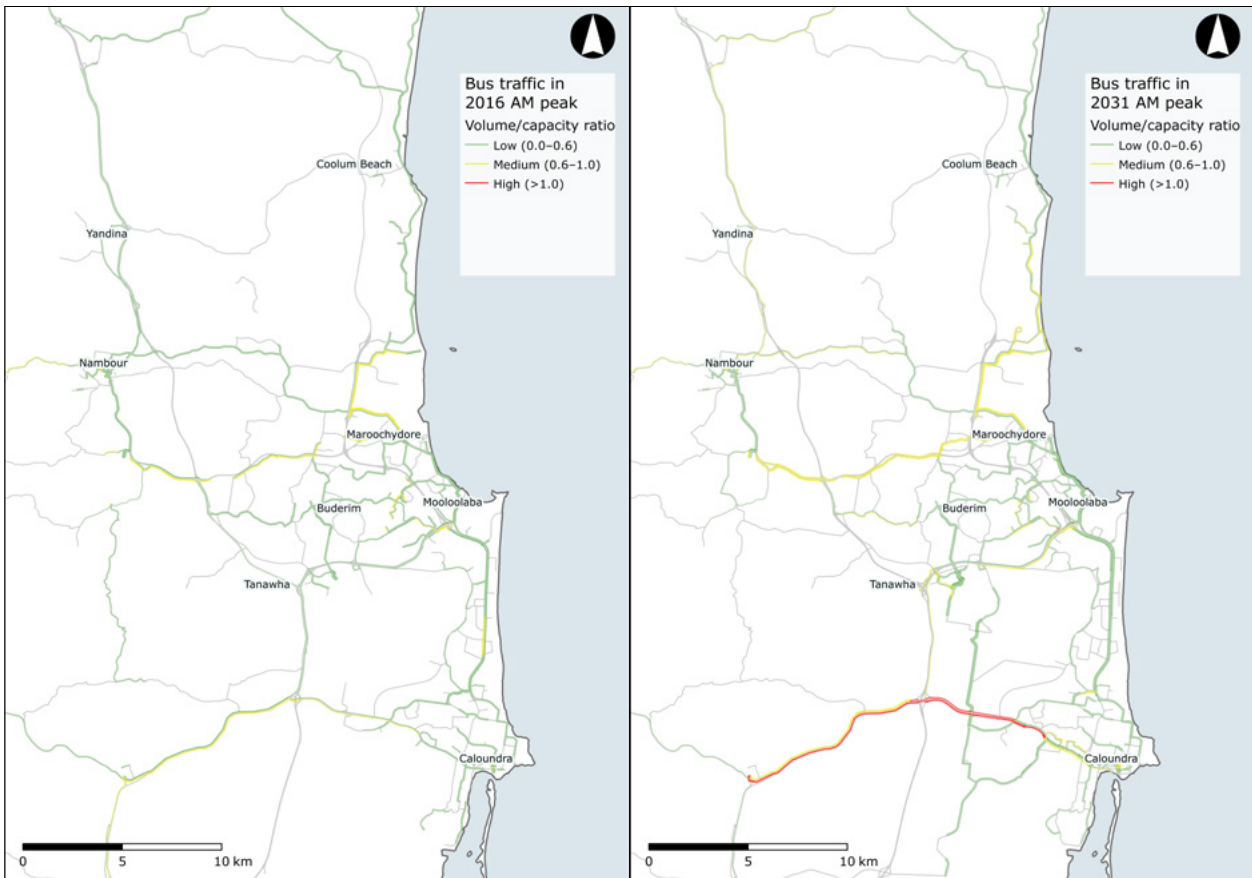 Bus traffic in
2016 AM peak
Volume/capacity ratio
Low (0.0–0.6)
Medium (0.6–1.0)
High (>1.0)
Coolum Beach
Yandina
Nambour
Maroochydore
Mooloolaba
Buderim
Tanawha
Caloundra
0
5
10 km
Bus traffic in
2031 AM peak
Volume/capacity ratio
Low (0.0–0.6)
Medium (0.6–1.0)
High (>1.0)
Coolum Beach
Yandina
Nambour
Maroochydore
Mooloolaba
Buderim
Tanawha
Caloundra
0
5
10 km